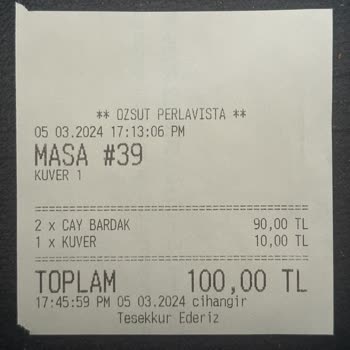 ** OZSUT PERLAVISTA **
05 03.2024 17:13:06 PM
MASA #39
KUVER 1
================================
2 x CAY BARDAK 90,00 TL
1 x KUVER 10,00 TL
================================
TOPLAM 100,00 TL
17:45:59 PM 05 03.2024 cihangir
Tesekkur Ederiz